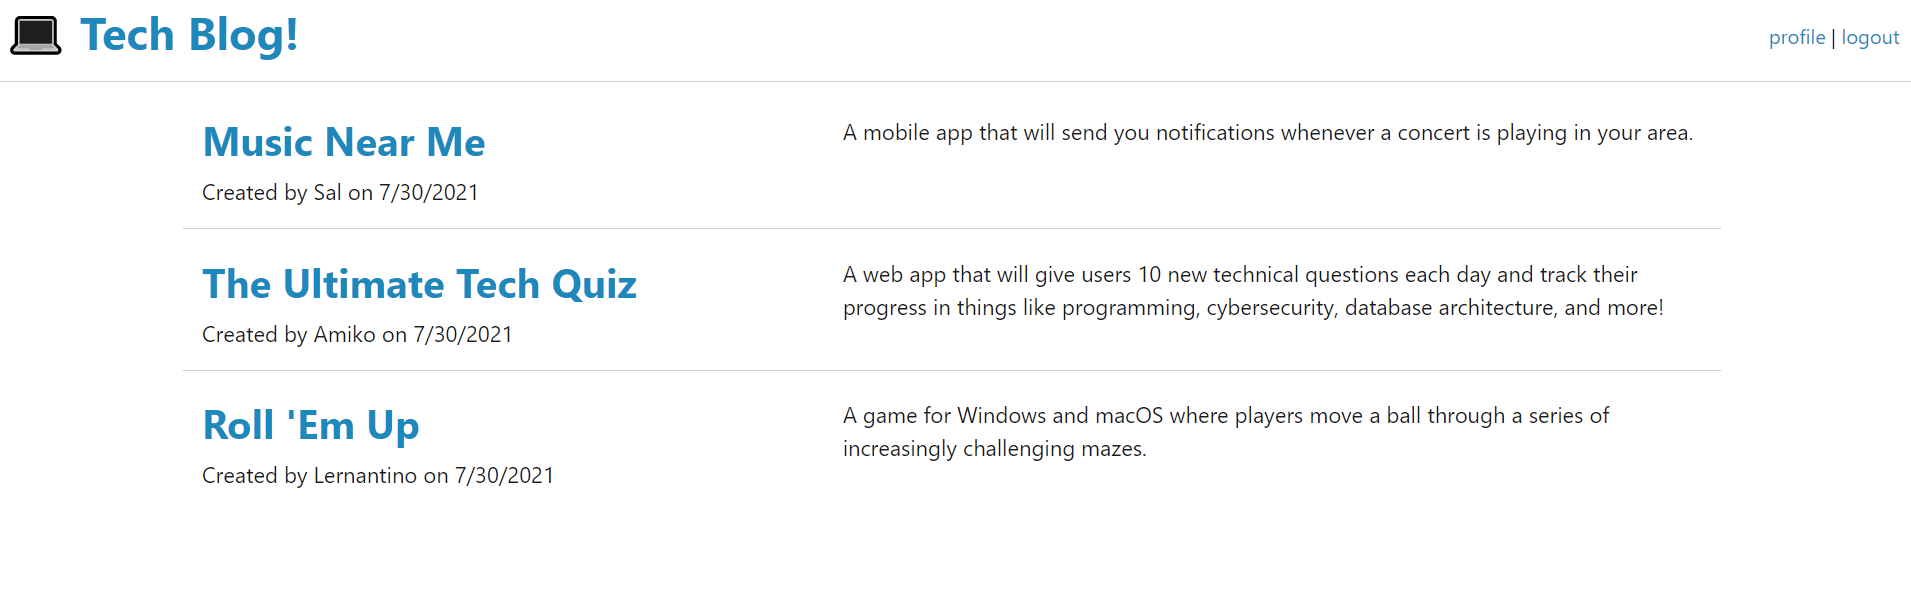 Tech Blog!
profile | logout
Music Near Me
Created by Sal on 7/30/2021
A mobile app that will send you notifications whenever a concert is playing in your area.
The Ultimate Tech Quiz
Created by Amiko on 7/30/2021
A web app that will give users 10 new technical questions each day and track their
progress in things like programming, cybersecurity, database architecture, and more!
Roll 'Em Up
Created by Lernantino on 7/30/2021
A game for Windows and macOS where players move a ball through a series of
increasingly challenging mazes.